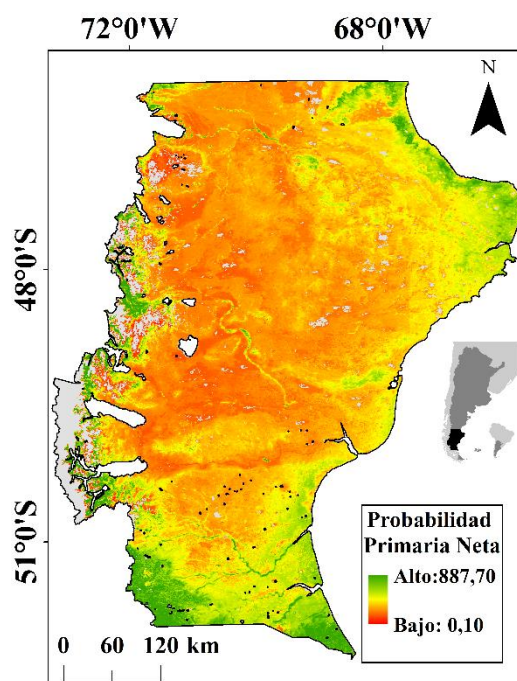 72°0'W
68°0'W
N
48°0'S
51°0'S
Probabilidad
Primaria Neta
Alto:887,70
Bajo: 0,10
0
60
120 km